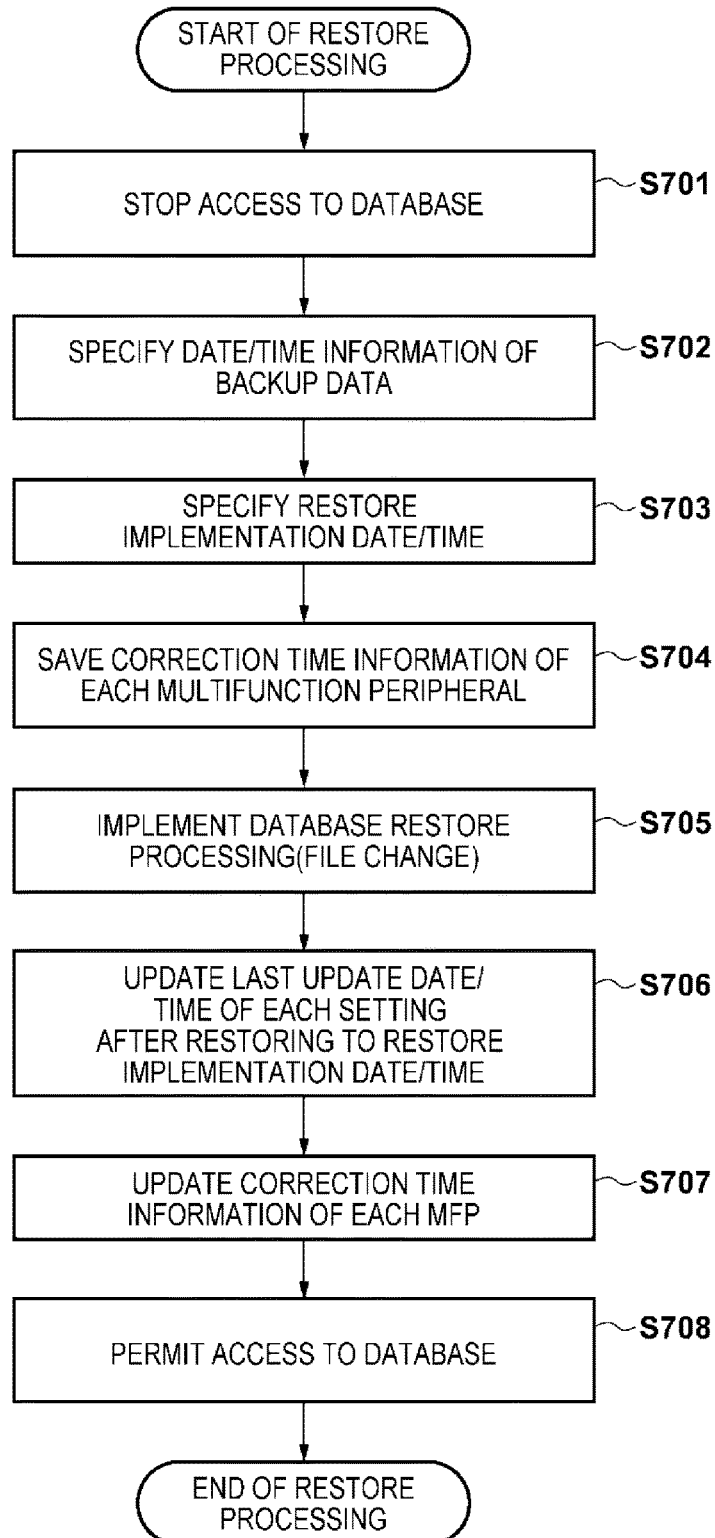 START OF RESTORE
PROCESSING
STOP ACCESS TO DATABASE
S701
SPECIFY DATE/TIME INFORMATION OF
BACKUP DATA
S702
SPECIFY RESTORE
IMPLEMENTATION DATE/TIME
S703
SAVE CORRECTION TIME INFORMATION OF
EACH MULTIFUNCTION PERIPHERAL
S704
IMPLEMENT DATABASE RESTORE
PROCESSING(FILE CHANGE)
S705
UPDATE LAST UPDATE DATE/
TIME OF EACH SETTING
AFTER RESTORING TO RESTORE
IMPLEMENTATION DATE/TIME
S706
UPDATE CORRECTION TIME
INFORMATION OF EACH MFP
S707
PERMIT ACCESS TO DATABASE
S708
END OF RESTORE
PROCESSING